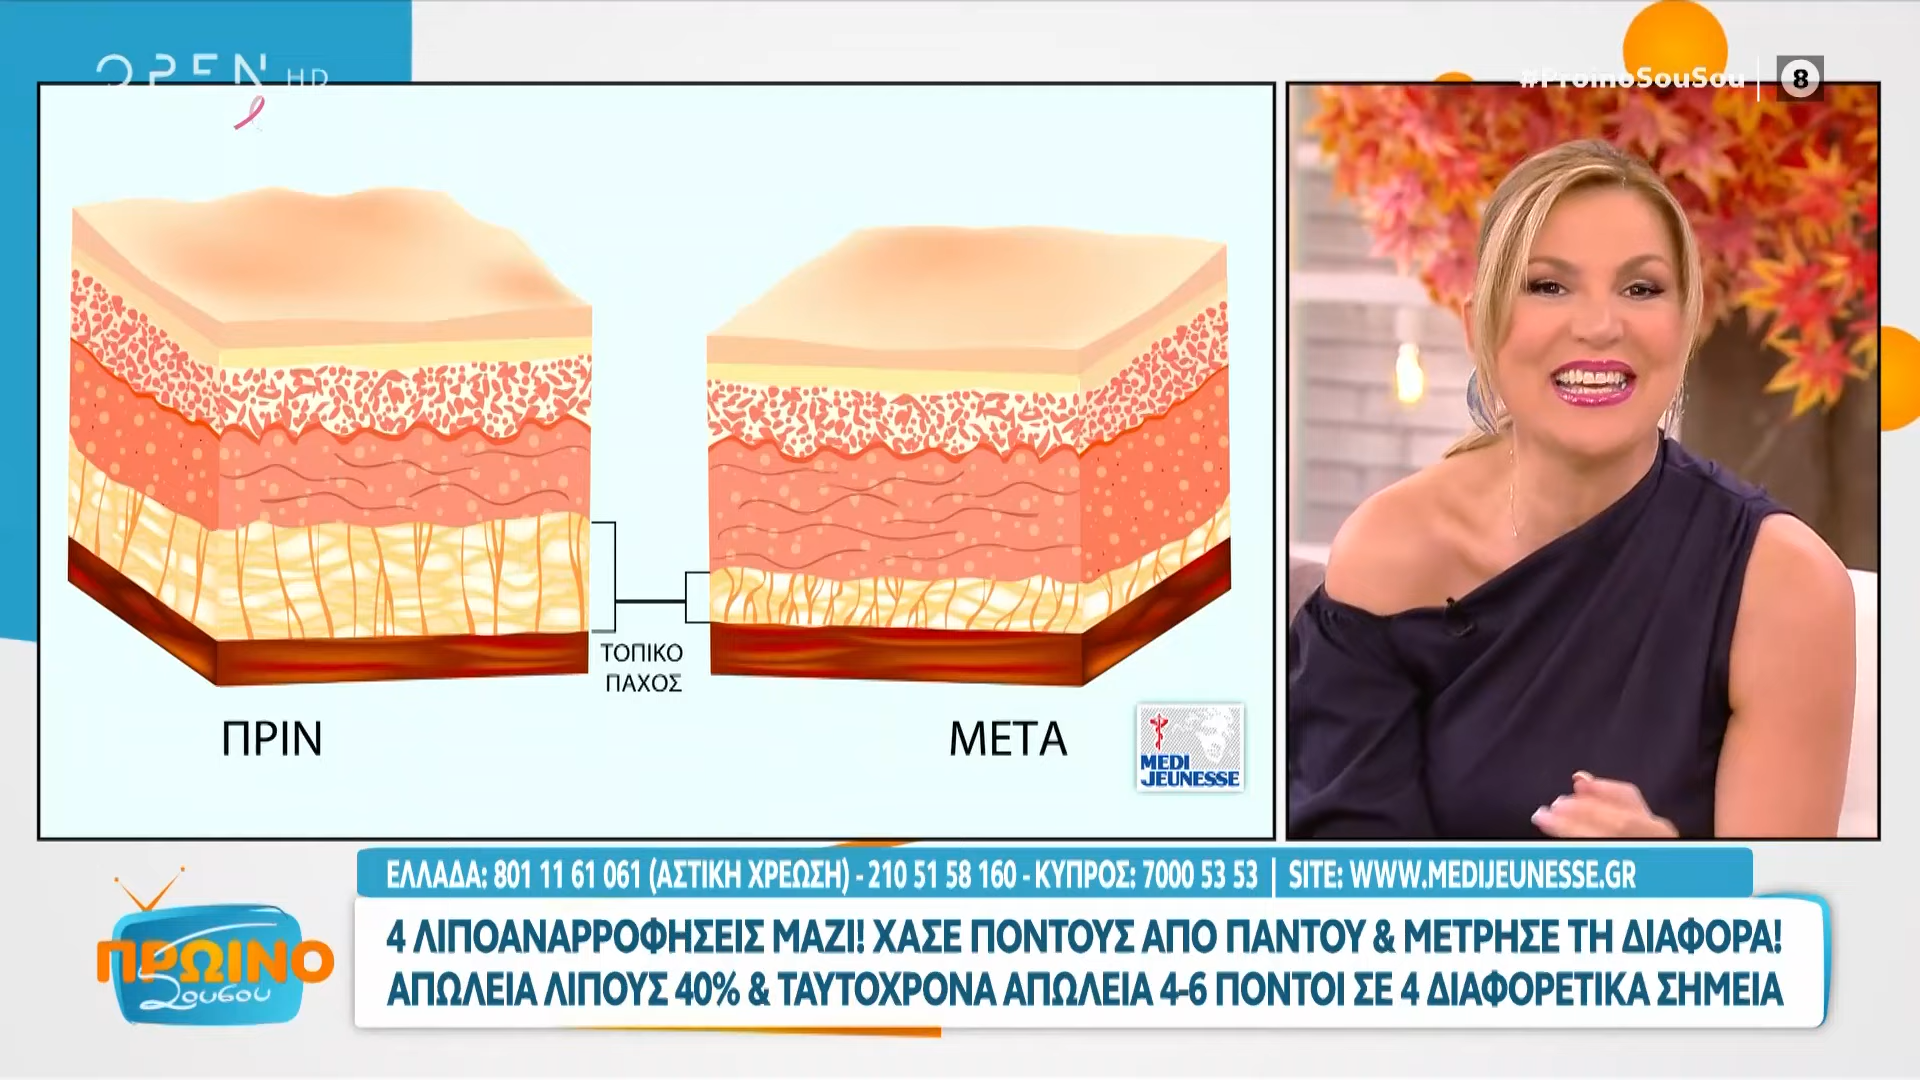 OPEN HD
#ProinoSouSou
8
ΤΟΠΙΚΟ
ΠΑΧΟΣ
ΠΡΙΝ
ΜΕΤΑ
MEDI
JEUNESSE
ΕΛΛΑΔΑ: 801 11 61 061 (ΑΣΤΙΚΗ ΧΡΕΩΣΗ) - 210 51 58 160 - ΚΥΠΡΟΣ: 7000 53 53 | SITE: WWW.MEDIJEUNESSE.GR
4 ΛΙΠΟΑΝΑΡΡΟΦΗΣΕΙΣ ΜΑΖΙ! ΧΑΣΕ ΠΟΝΤΟΥΣ ΑΠΟ ΠΑΝΤΟΥ & ΜΕΤΡΗΣΕ ΤΗ ΔΙΑΦΟΡΑ!
ΑΠΩΛΕΙΑ ΛΙΠΟΥΣ 40% & ΤΑΥΤΟΧΡΟΝΑ ΑΠΩΛΕΙΑ 4-6 ΠΟΝΤΟΙ ΣΕ 4 ΔΙΑΦΟΡΕΤΙΚΑ ΣΗΜΕΙΑ
ΠΡΩΙΝΟ
Σουσου